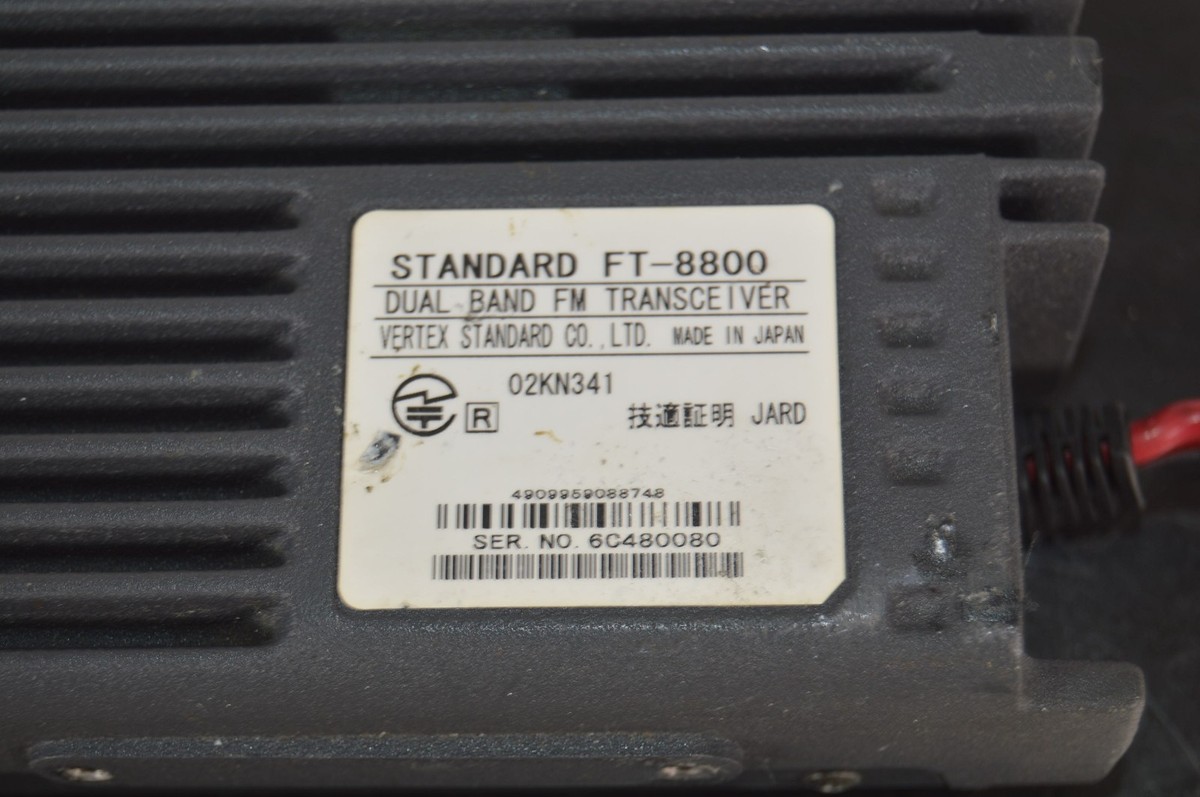 STANDARD FT-8800
DUAL BAND FM TRANSCEIVER
VERTEX STANDARD CO.,LTD. MADE IN JAPAN
02KN341
R
技適証明 JARD
4909959088748
SER. NO. 6C480080